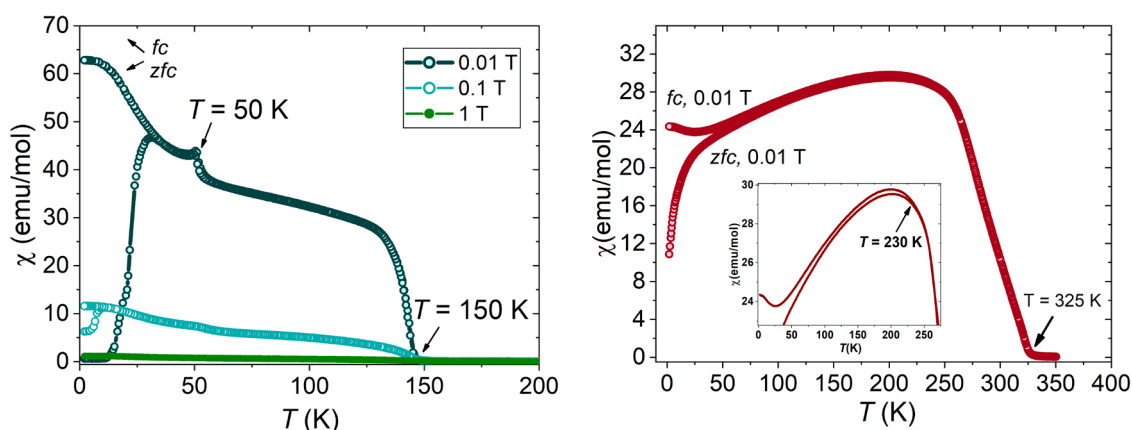 70
60
50
40
30
20
10
0
χ (emu/mol)
fc
zfc
T = 50 K
0.01 T
0.1 T
1 T
T = 150 K
0
50
100
150
200
T (K)
32
28
24
20
16
12
8
4
0
χ(emu/mol)
fc, 0.01 T
zfc, 0.01 T
30
29
28
27
26
25
24
χ(emu/mol)
T = 230 K
0
50
100
150
200
250
T(K)
T = 325 K
0
50
100
150
200
250
300
350
400
T (K)